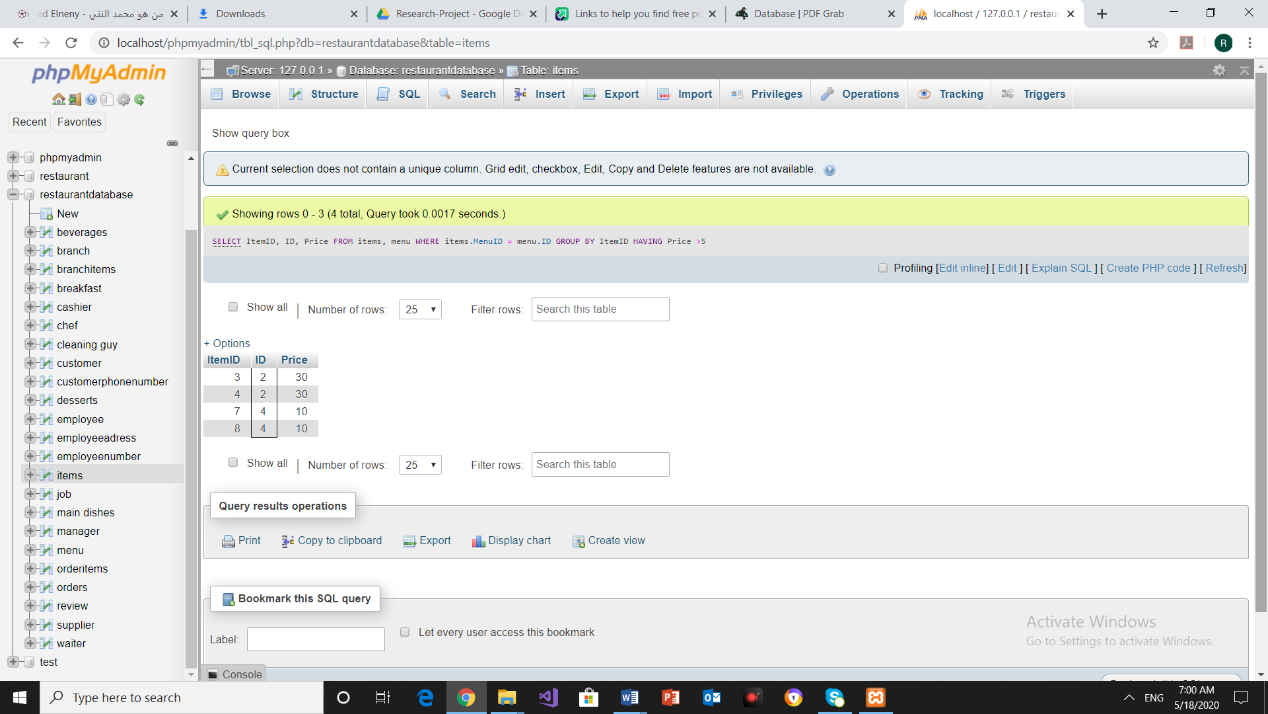 ed Elneny - من هو محمد النني
Downloads
Research-Project - Google D
Links to help you find free p
Database | PDF Grab
localhost / 127.0.0.1 / restau
localhost/phpmyadmin/tbl_sql.php?db=restaurantdatabase&table=items
R
phpMyAdmin
Recent Favorites
phpmyadmin
restaurant
restaurantdatabase
New
beverages
branch
branchitems
breakfast
cashier
chef
cleaning guy
customer
customerphonenumber
desserts
employee
employeeadress
employeenumber
items
job
main dishes
manager
menu
orderitems
orders
review
supplier
waiter
test
Server: 127.0.0.1 » Database: restaurantdatabase » Table: items
Browse Structure SQL Search Insert Export Import Privileges Operations Tracking Triggers
Show query box
Current selection does not contain a unique column. Grid edit, checkbox, Edit, Copy and Delete features are not available.
Showing rows 0 - 3 (4 total, Query took 0.0017 seconds.)
SELECT ItemID, ID, Price FROM items, menu WHERE items.MenuID = menu.ID GROUP BY ItemID HAVING Price >5
Profiling [Edit inline] [ Edit ] [ Explain SQL ] [ Create PHP code ] [ Refresh]
Show all | Number of rows: 25 Filter rows: Search this table
+ Options
ItemID ID Price
3 2 30
4 2 30
7 4 10
8 4 10
Show all | Number of rows: 25 Filter rows: Search this table
Query results operations
Print Copy to clipboard Export Display chart Create view
Bookmark this SQL query
Label: Let every user access this bookmark
Activate Windows
Go to Settings to activate Windows.
Console
Type here to search
ENG
7:00 AM
5/18/2020